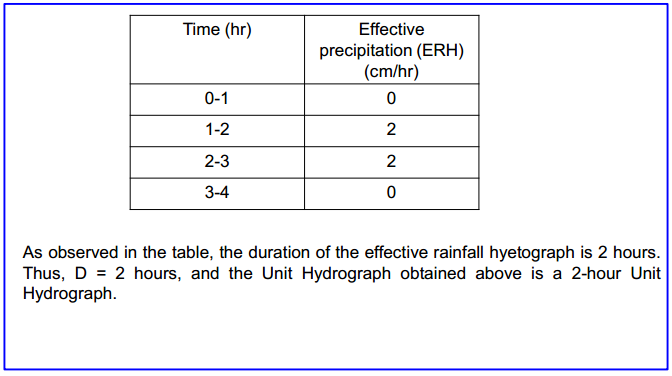 Time (hr)
Effective
precipitation (ERH)
(cm/hr)
0-1
0
1-2
2
2-3
2
3-4
0
As observed in the table, the duration of the effective rainfall hyetograph is 2 hours.
Thus, D = 2 hours, and the Unit Hydrograph obtained above is a 2-hour Unit
Hydrograph.